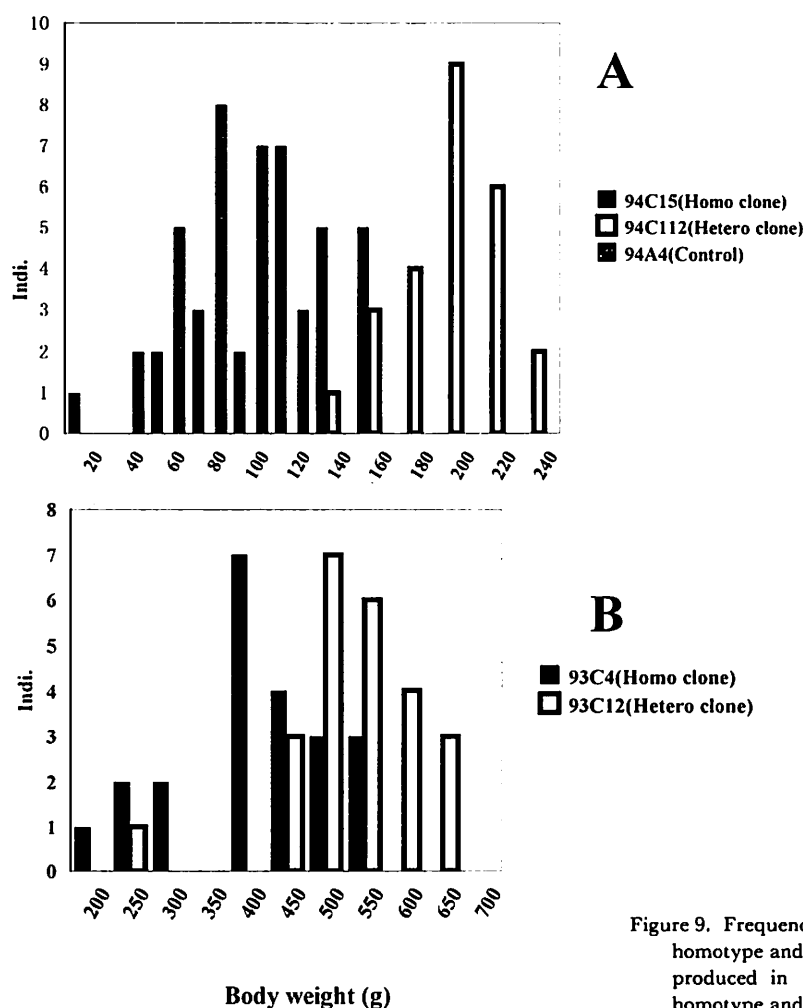 10
9
8
7
6
5
4
3
2
1
0
Indi.
20 40 60 80 100 120 140 160 180 200 220 240
A
94C15(Homo clone)
94C112(Hetero clone)
94A4(Control)
8
7
6
5
4
3
2
1
0
Indi.
200 250 300 350 400 450 500 550 600 650 700
Body weight (g)
B
93C4(Homo clone)
93C12(Hetero clone)
Figure 9. Frequenc
homotype and
produced in
homotype and